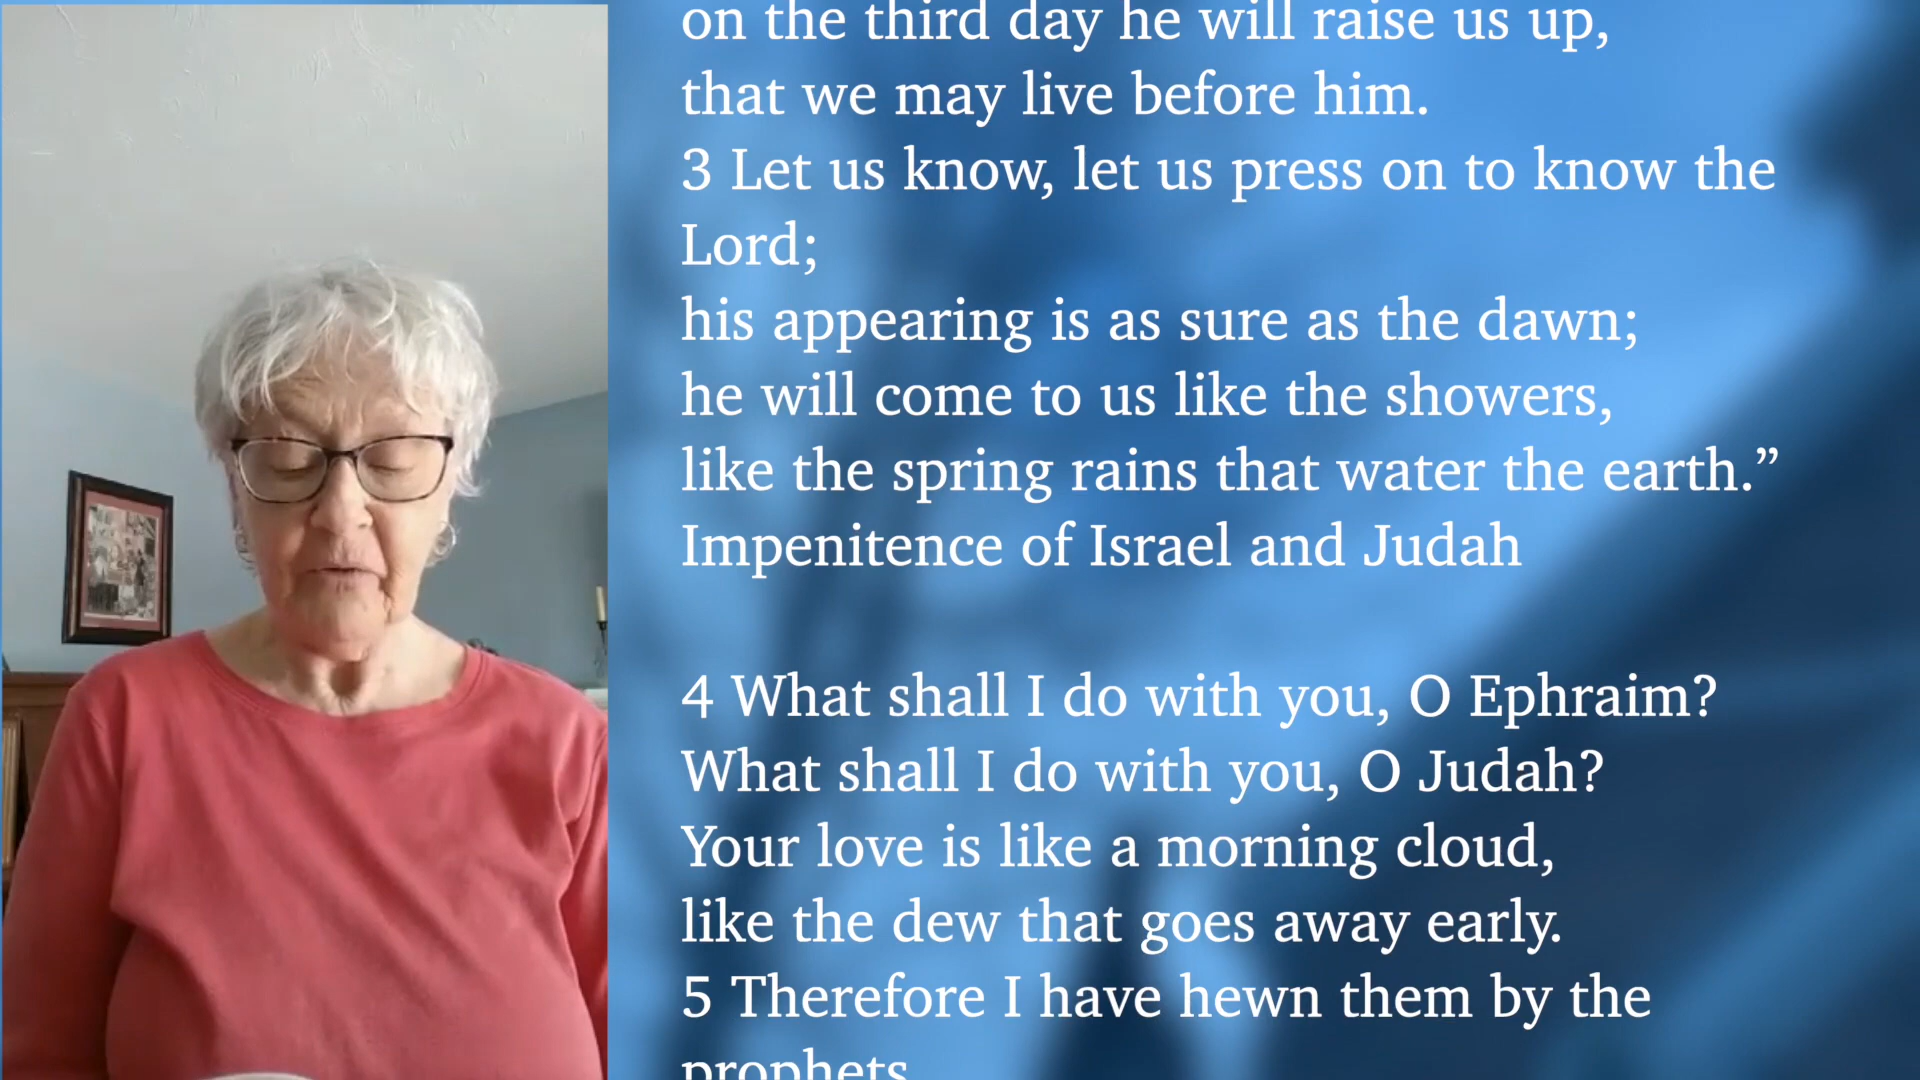 on the third day he will raise us up,
that we may live before him.
3 Let us know, let us press on to know the
Lord;
his appearing is as sure as the dawn;
he will come to us like the showers,
like the spring rains that water the earth.”
Impenitence of Israel and Judah
4 What shall I do with you, O Ephraim?
What shall I do with you, O Judah?
Your love is like a morning cloud,
like the dew that goes away early.
5 Therefore I have hewn them by the
prophets